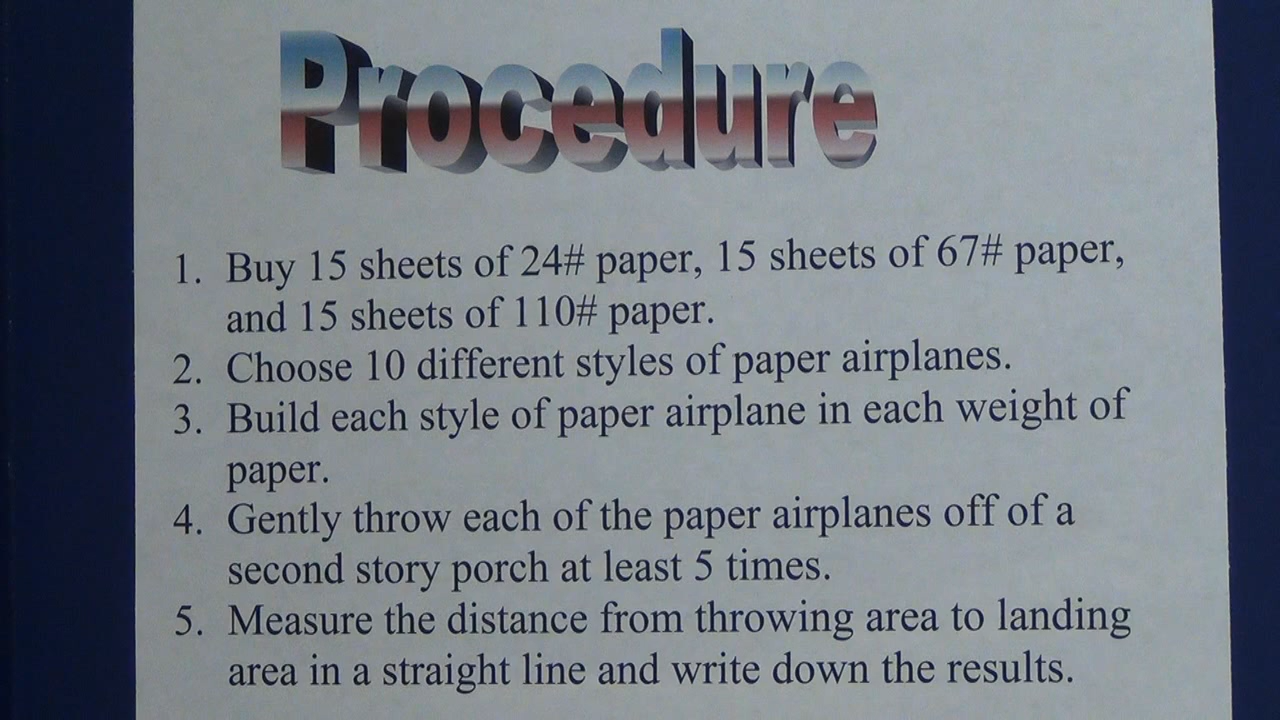 Procedure
1. Buy 15 sheets of 24# paper, 15 sheets of 67# paper,
and 15 sheets of 110# paper.
2. Choose 10 different styles of paper airplanes.
3. Build each style of paper airplane in each weight of
paper.
4. Gently throw each of the paper airplanes off of a
second story porch at least 5 times.
5. Measure the distance from throwing area to landing
area in a straight line and write down the results.